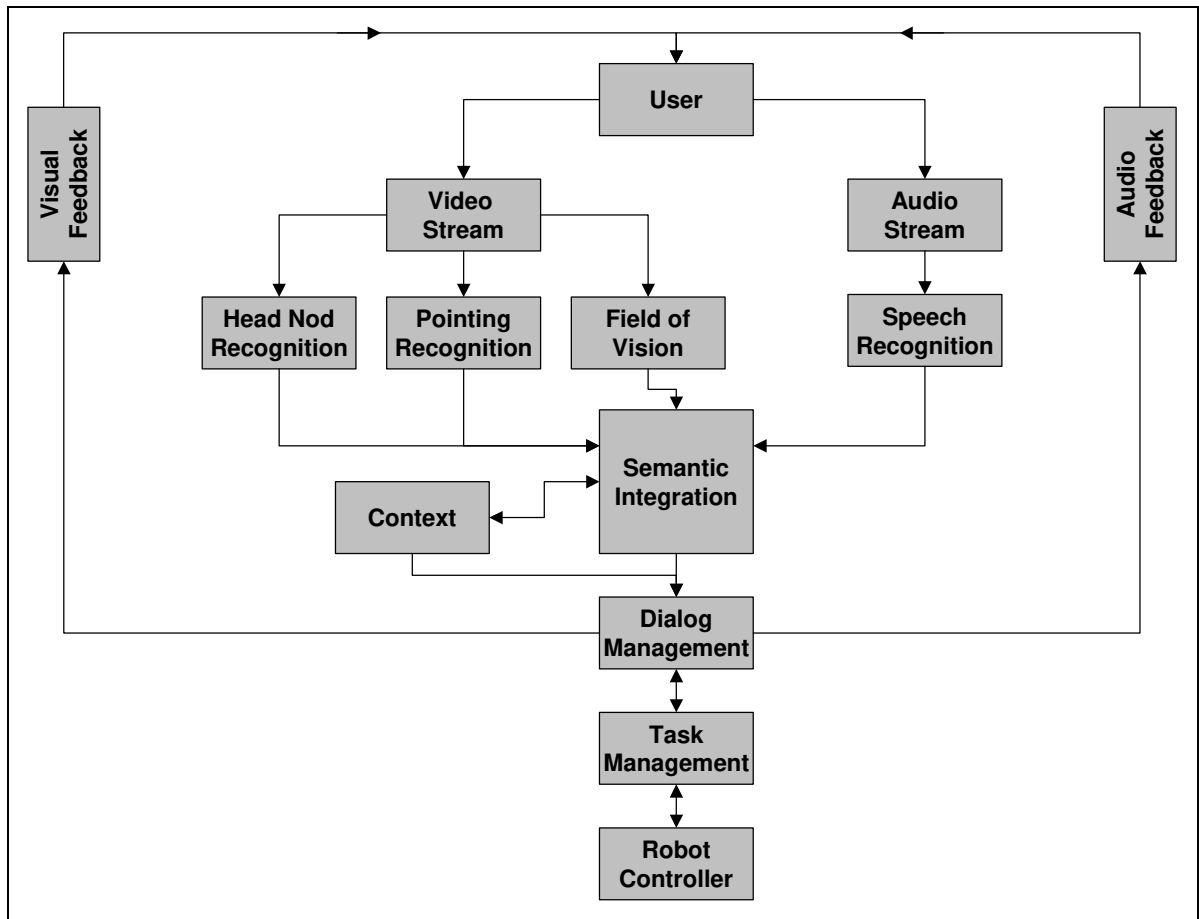 User
Visual
Feedback
Audio
Feedback
Video
Stream
Audio
Stream
Head Nod
Recognition
Pointing
Recognition
Field of
Vision
Speech
Recognition
Semantic
Integration
Context
Dialog
Management
Task
Management
Robot
Controller